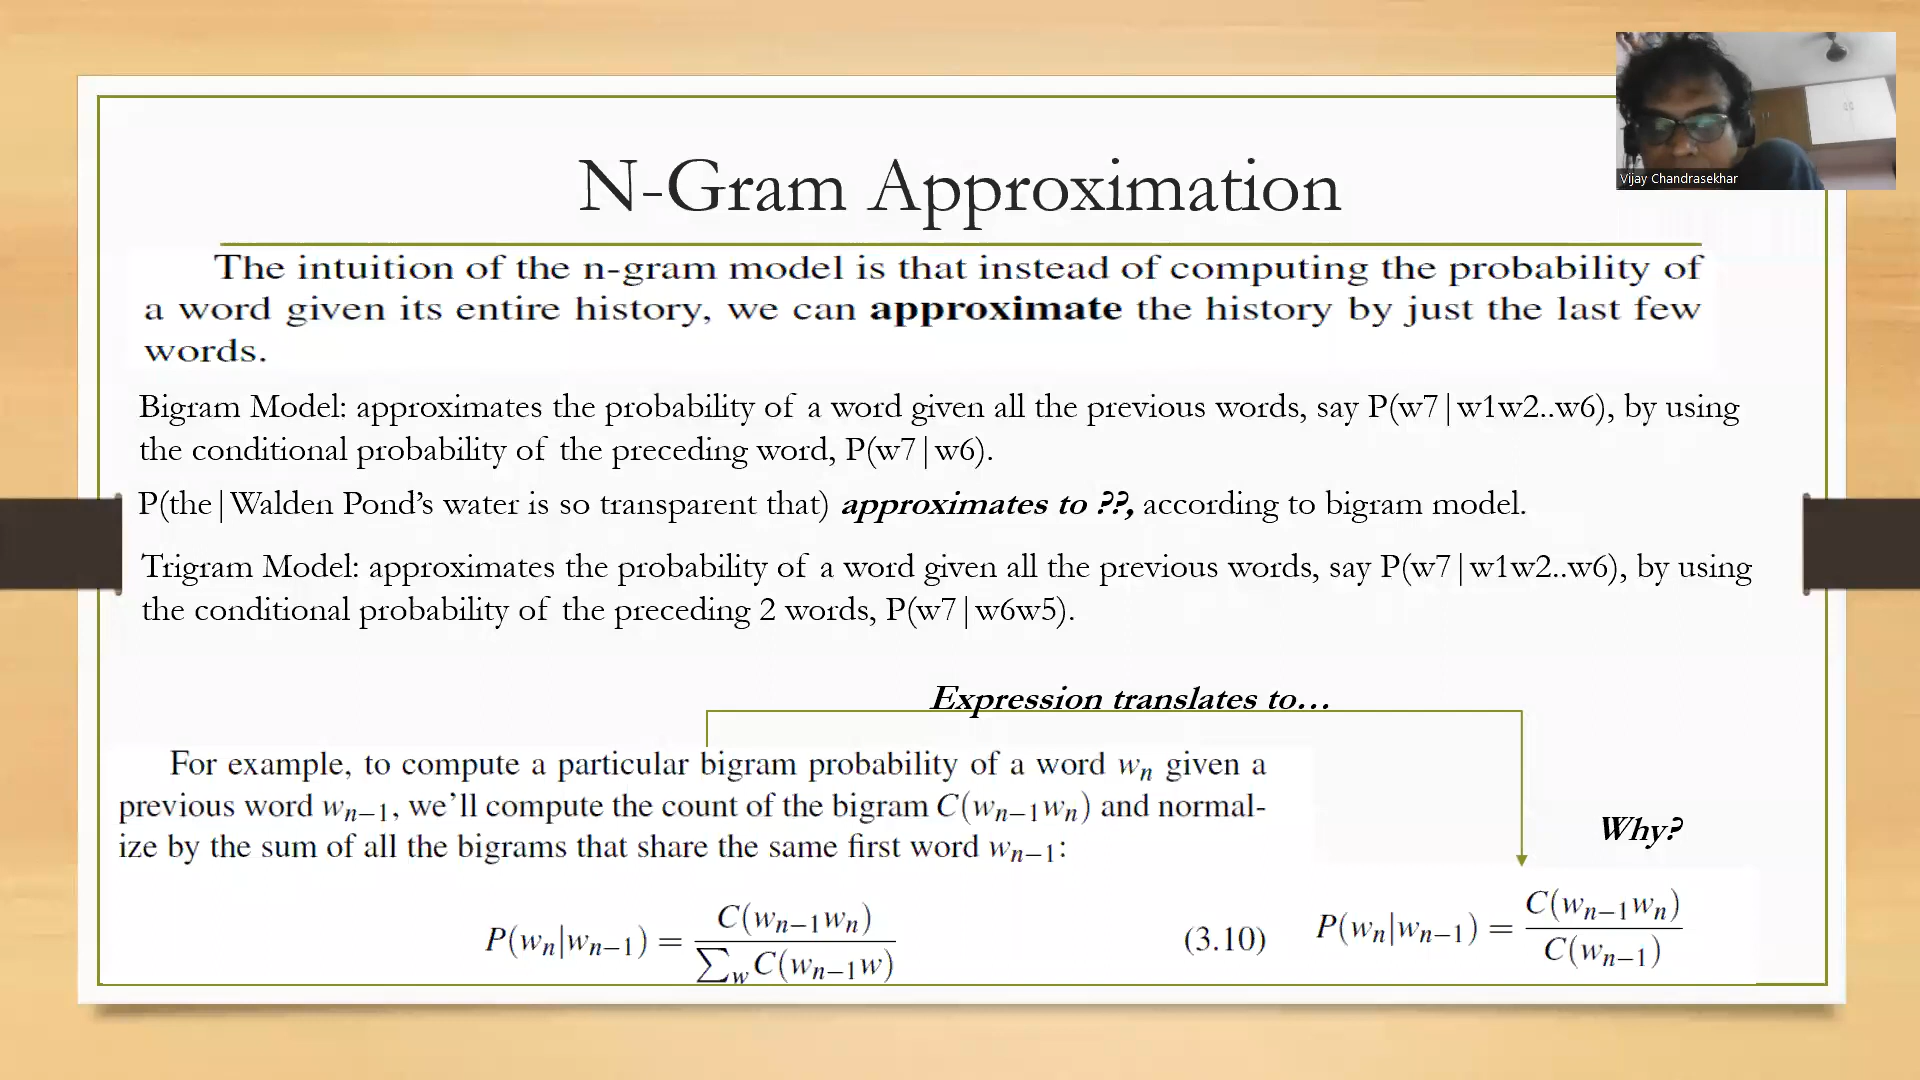 Vijay Chandrasekhar
N-Gram Approximation
The intuition of the n-gram model is that instead of computing the probability of
a word given its entire history, we can approximate the history by just the last few
words.
Bigram Model: approximates the probability of a word given all the previous words, say P(w7|w1w2..w6), by using
the conditional probability of the preceding word, P(w7|w6).
P(the|Walden Pond’s water is so transparent that) approximates to ??, according to bigram model.
Trigram Model: approximates the probability of a word given all the previous words, say P(w7|w1w2..w6), by using
the conditional probability of the preceding 2 words, P(w7|w6w5).
Expression translates to…
For example, to compute a particular bigram probability of a word wₙ given a
previous word wₙ₋₁, we’ll compute the count of the bigram C(wₙ₋₁wₙ) and normal-
ize by the sum of all the bigrams that share the same first word wₙ₋₁:
Why?
P(wₙ|wₙ₋₁) = C(wₙ₋₁wₙ) / ∑w C(wₙ₋₁w) (3.10)
P(wₙ|wₙ₋₁) = C(wₙ₋₁wₙ) / C(wₙ₋₁)